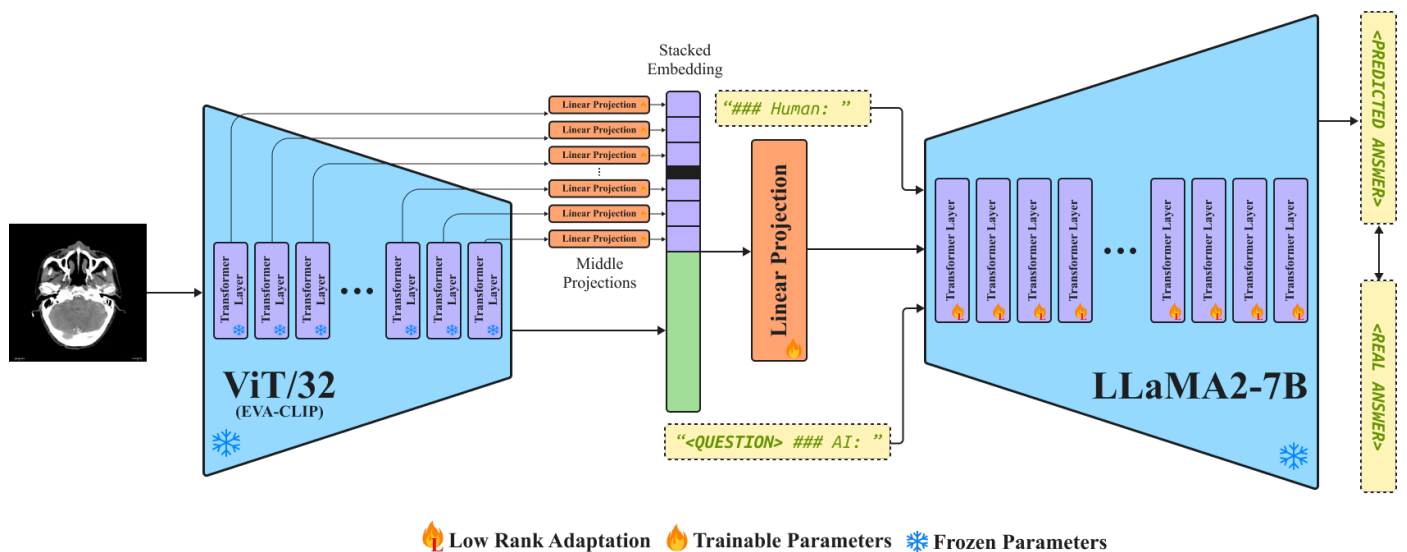 Stacked
Embedding
Linear Projection
Linear Projection
Linear Projection
Linear Projection
Linear Projection
Linear Projection
Middle
Projections
Transformer
Layer
Transformer
Layer
Transformer
Layer
Transformer
Layer
Transformer
Layer
Transformer
Layer
ViT/32
(EVA-CLIP)
“### Human: ”
Linear Projection
“<QUESTION> ### AI: ”
Transformer Layer
Transformer Layer
Transformer Layer
Transformer Layer
Transformer Layer
Transformer Layer
Transformer Layer
Transformer Layer
LLaMA2-7B
<PREDICTED ANSWER>
<REAL ANSWER>
L Low Rank Adaptation
Trainable Parameters
Frozen Parameters